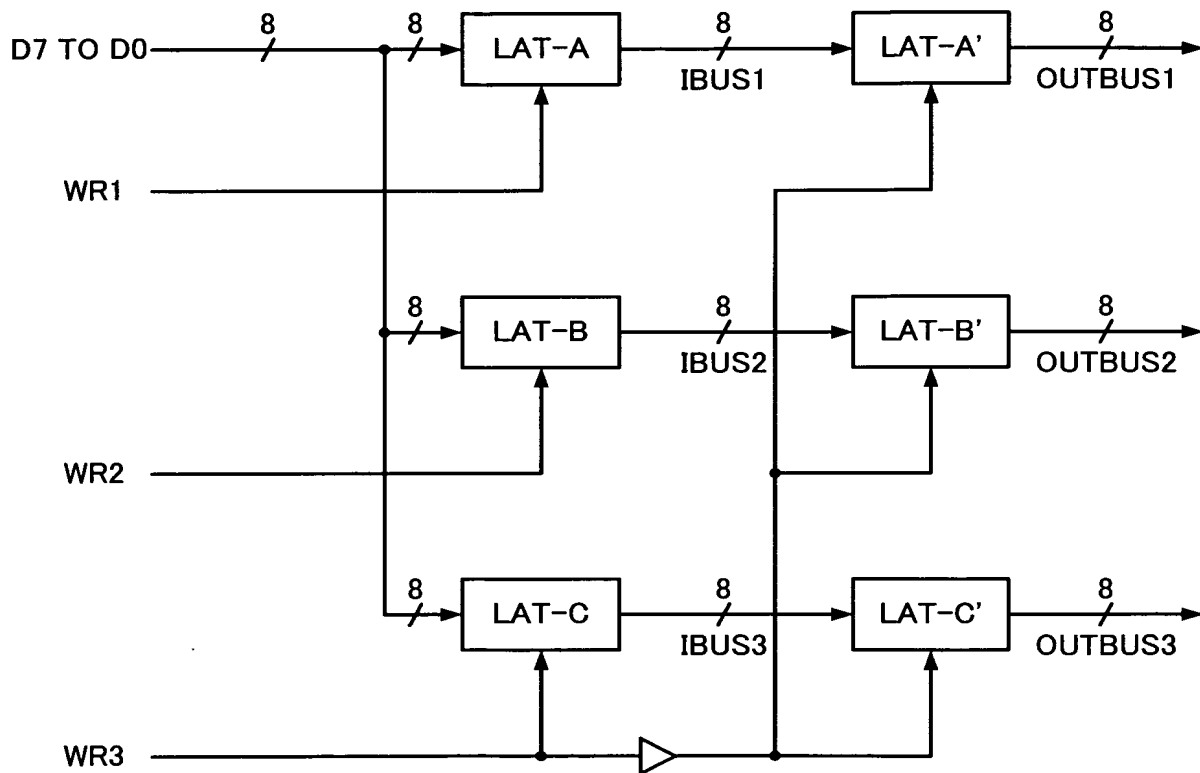 8 8 8 8
D7 TO D0 LAT-A LAT-A'
IBUS1 OUTBUS1
WR1
8 8 8
LAT-B LAT-B'
IBUS2 OUTBUS2
WR2
8 8 8
LAT-C LAT-C'
IBUS3 OUTBUS3
WR3